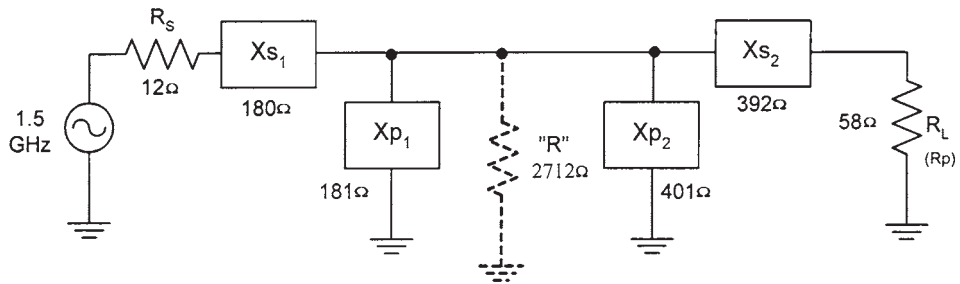 R_S
12Ω
1.5
GHz
Xs_1
180Ω
Xp_1
181Ω
"R"
2712Ω
Xp_2
401Ω
Xs_2
392Ω
58Ω
R_L
(Rp)